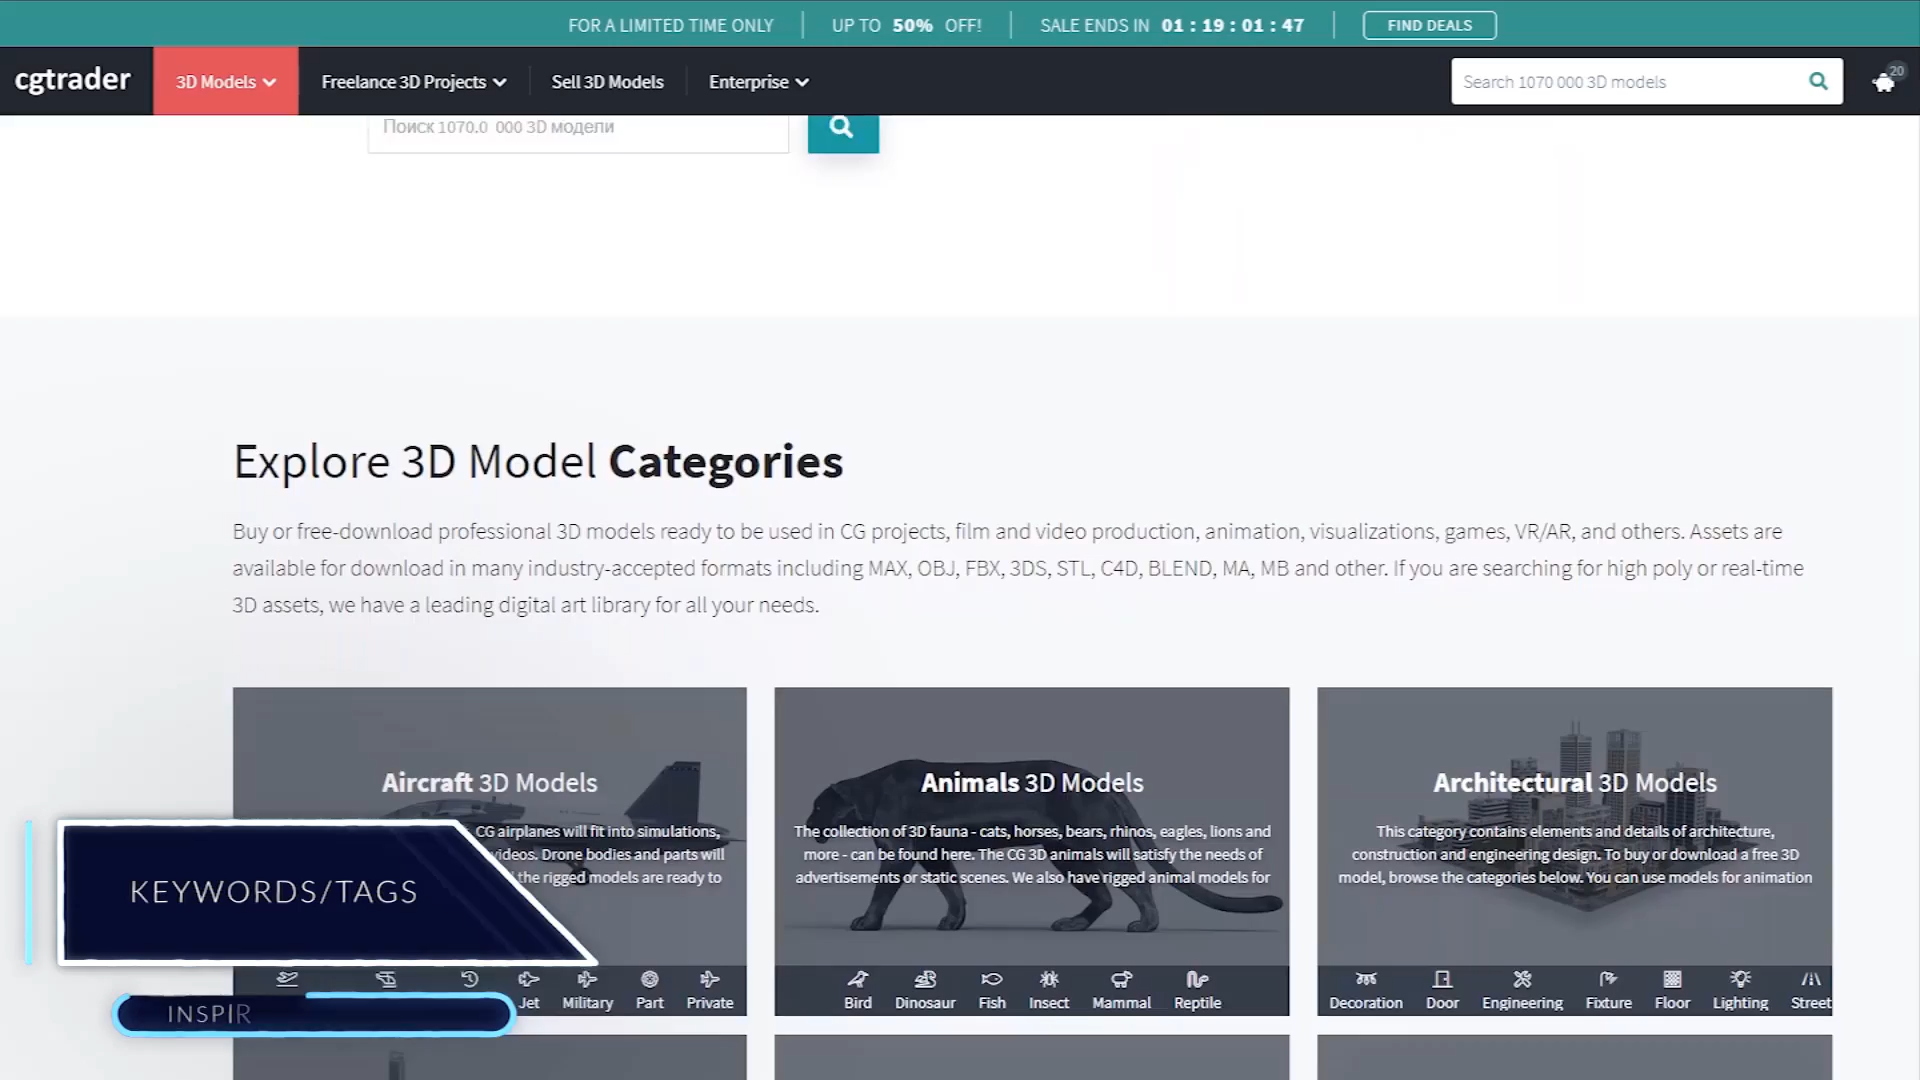 FOR A LIMITED TIME ONLY UP TO 50% OFF! SALE ENDS IN 01 : 19 : 01 : 47 FIND DEALS
cgtrader 3D Models Freelance 3D Projects Sell 3D Models Enterprise Search 1070 000 3D models 20
Поиск 1070.0 000 3D модели
Explore 3D Model Categories
Buy or free-download professional 3D models ready to be used in CG projects, film and video production, animation, visualizations, games, VR/AR, and others. Assets are
available for download in many industry-accepted formats including MAX, OBJ, FBX, 3DS, STL, C4D, BLEND, MA, MB and other. If you are searching for high poly or real-time
3D assets, we have a leading digital art library for all your needs.
Aircraft 3D Models
CG airplanes will fit into simulations,
videos. Drone bodies and parts will
the rigged models are ready to
Jet Military Part Private
Animals 3D Models
The collection of 3D fauna - cats, horses, bears, rhinos, eagles, lions and
more - can be found here. The CG 3D animals will satisfy the needs of
advertisements or static scenes. We also have rigged animal models for
Bird Dinosaur Fish Insect Mammal Reptile
Architectural 3D Models
This category contains elements and details of architecture,
construction and engineering design. To buy or download a free 3D
model, browse the categories below. You can use models for animation
Decoration Door Engineering Fixture Floor Lighting Street
KEYWORDS/TAGS
INSPIR